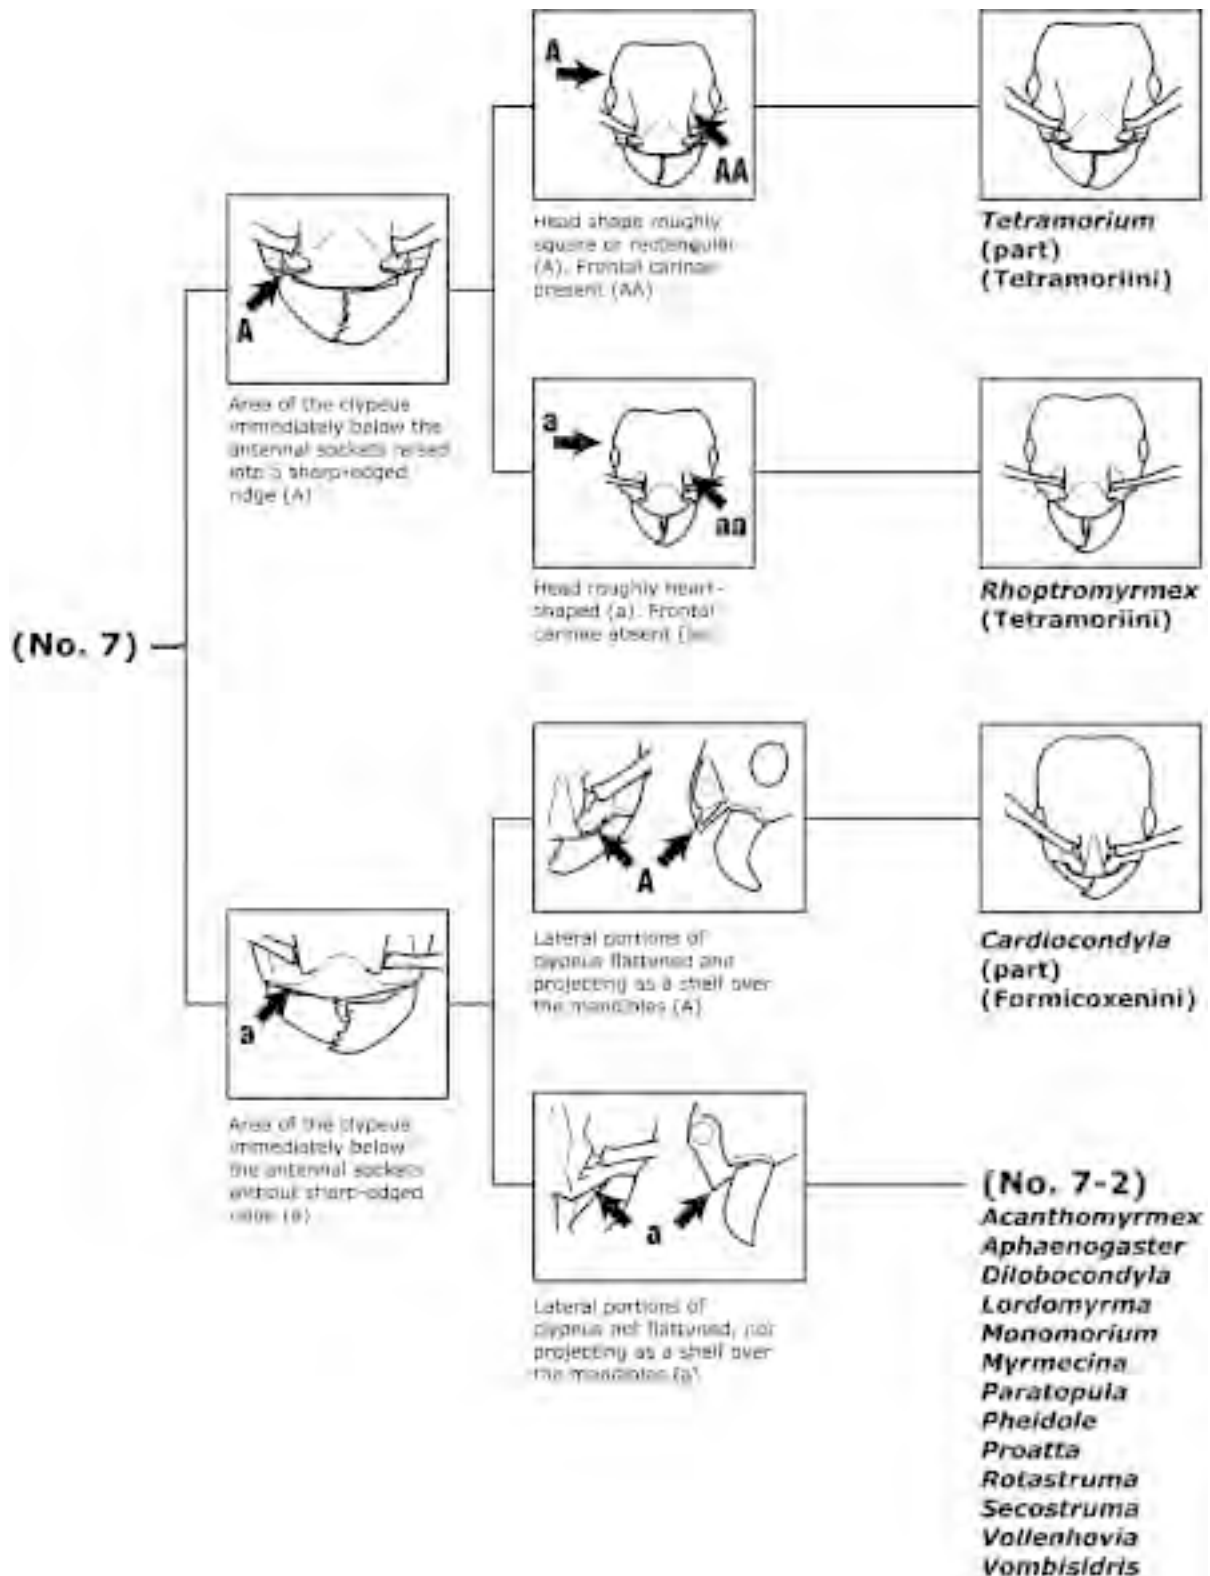 A
AA
Head shape roughly
square or rectangular
(A). Frontal carinae
present (AA)
Tetramorium
(part)
(Tetramoriini)
A
Area of the clypeus
immediately below the
antennal sockets raised
into a sharp-edged
ridge (A)
a
aa
Head roughly heart-
shaped (a). Frontal
carinae absent
Rhoptromyrmex
(Tetramoriini)
(No. 7)
A
Lateral portions of
clypeus flattened and
projecting as a shelf over
the mandibles (A)
Cardiocondyla
(part)
(Formicoxenini)
a
Area of the clypeus
immediately below
the antennal sockets
without sharp-edged
ridge (a)
a
Lateral portions of
clypeus not flattened, not
projecting as a shelf over
the mandibles (a)
(No. 7-2)
Acanthomyrmex
Aphaenogaster
Dilobocondyla
Lordomyrma
Monomorium
Myrmecina
Paratopula
Pheidole
Proatta
Rotastruma
Secostruma
Vollenhovia
Vombisidris